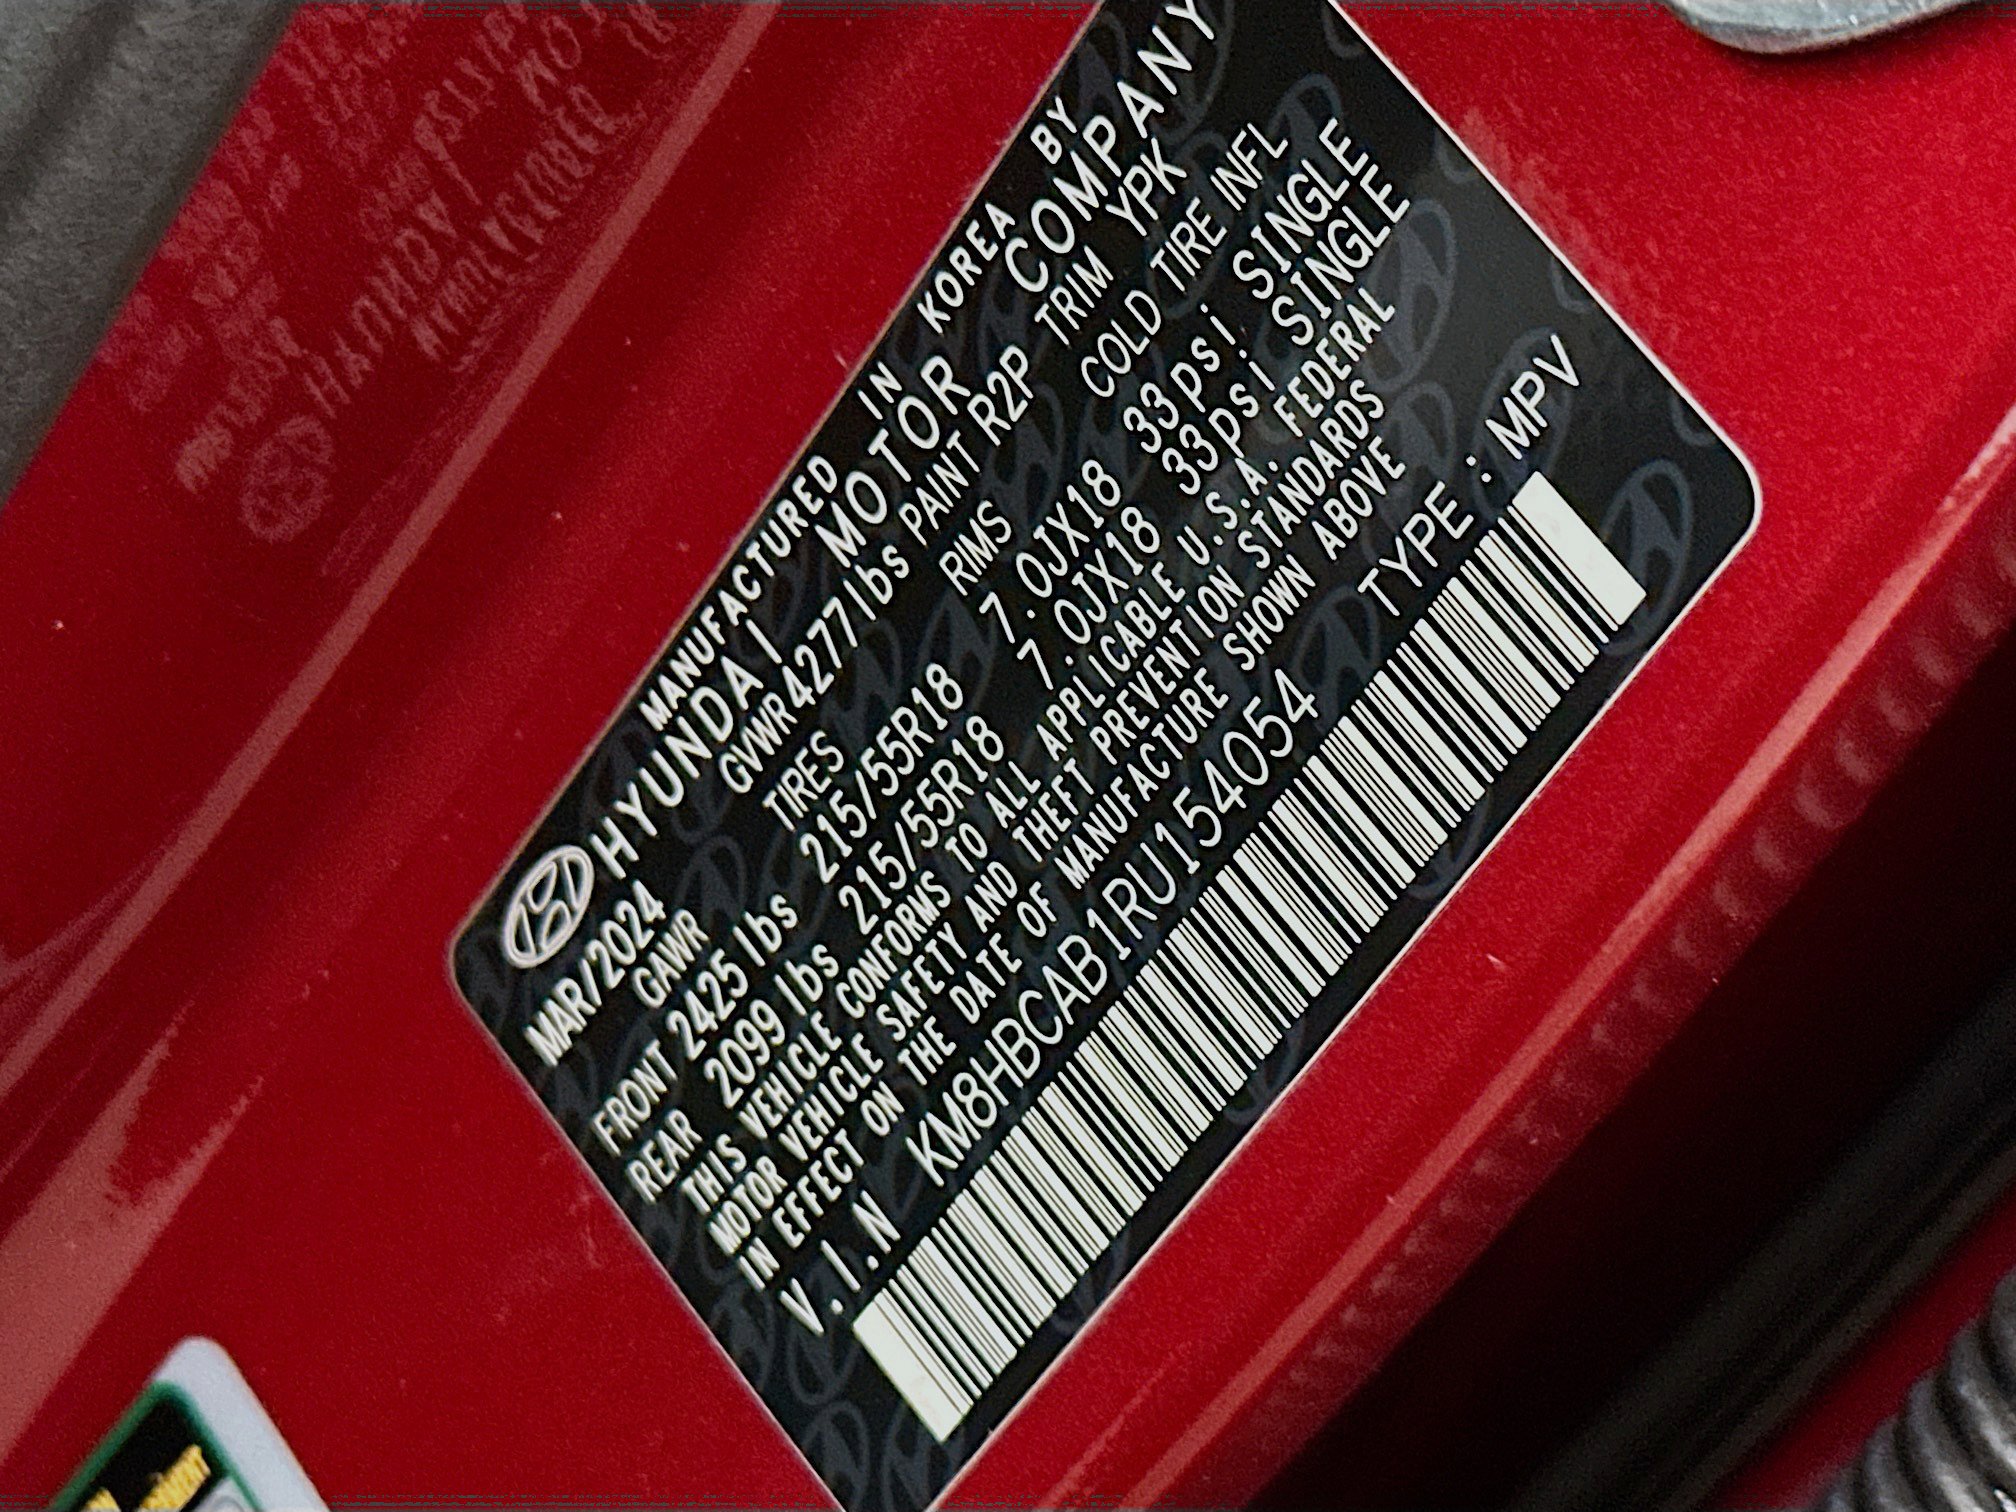 MANUFACTURED IN KOREA BY
HYUNDAI MOTOR COMPANY
MAR/2024 GVWR 4277lbs PAINT R2P TRIM YPK
GAWR TIRES RIMS COLD TIRE INFL
FRONT 2425 lbs 215/55R18 7.0JX18 33psi SINGLE
REAR 2099 lbs 215/55R18 7.0JX18 33psi SINGLE
THIS VEHICLE CONFORMS TO ALL APPLICABLE U.S.A. FEDERAL
MOTOR VEHICLE SAFETY AND THEFT PREVENTION STANDARDS
IN EFFECT ON THE DATE OF MANUFACTURE SHOWN ABOVE
V.I.N KM8HBCAB1RU154054 TYPE : MPV